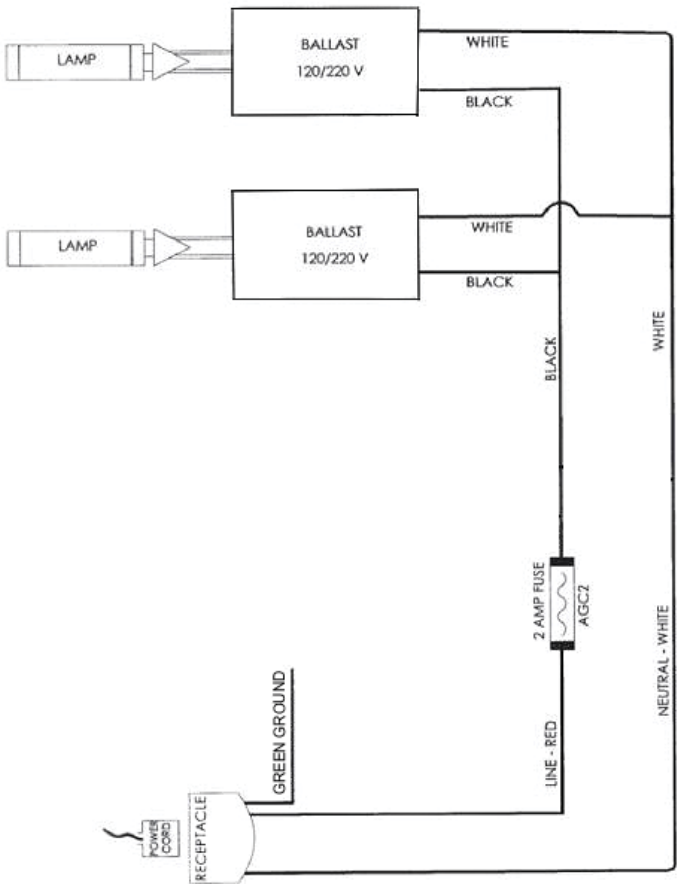 LAMP
BALLAST
120/220 V
WHITE
BLACK
LAMP
BALLAST
120/220 V
WHITE
BLACK
BLACK
WHITE
2 AMP FUSE
AGC2
NEUTRAL - WHITE
LINE - RED
GREEN GROUND
POWER
CORD
RECEPTACLE